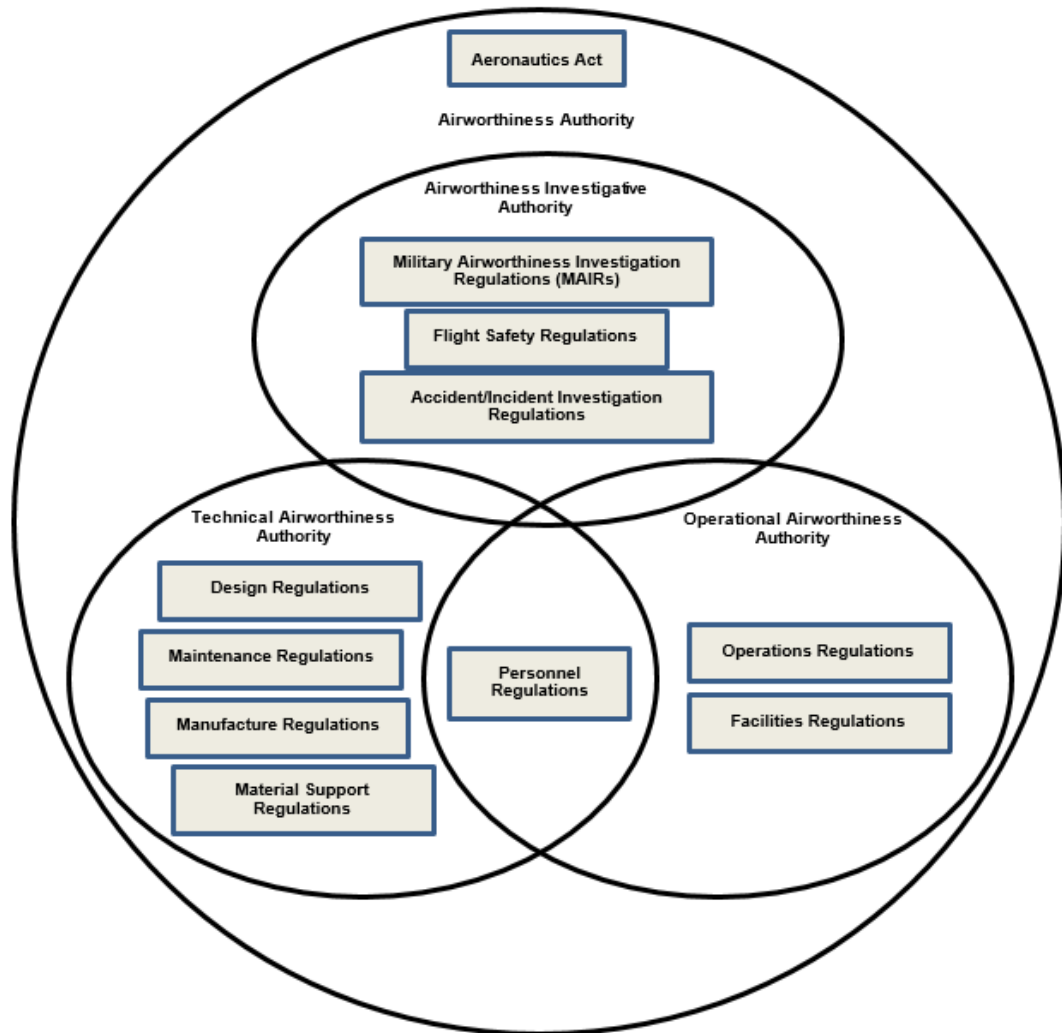 Aeronautics Act
Airworthiness Authority
Airworthiness Investigative
Authority
Military Airworthiness Investigation
Regulations (MAIRs)
Flight Safety Regulations
Accident/Incident Investigation
Regulations
Technical Airworthiness
Authority
Design Regulations
Maintenance Regulations
Manufacture Regulations
Material Support
Regulations
Personnel
Regulations
Operational Airworthiness
Authority
Operations Regulations
Facilities Regulations